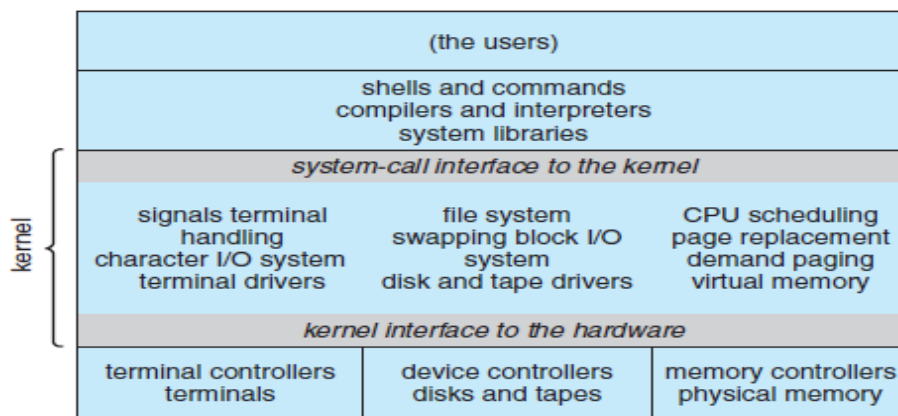 (the users)
shells and commands
compilers and interpreters
system libraries
kernel
system-call interface to the kernel
signals terminal
handling
character I/O system
terminal drivers
file system
swapping block I/O
system
disk and tape drivers
CPU scheduling
page replacement
demand paging
virtual memory
kernel interface to the hardware
terminal controllers
terminals
device controllers
disks and tapes
memory controllers
physical memory